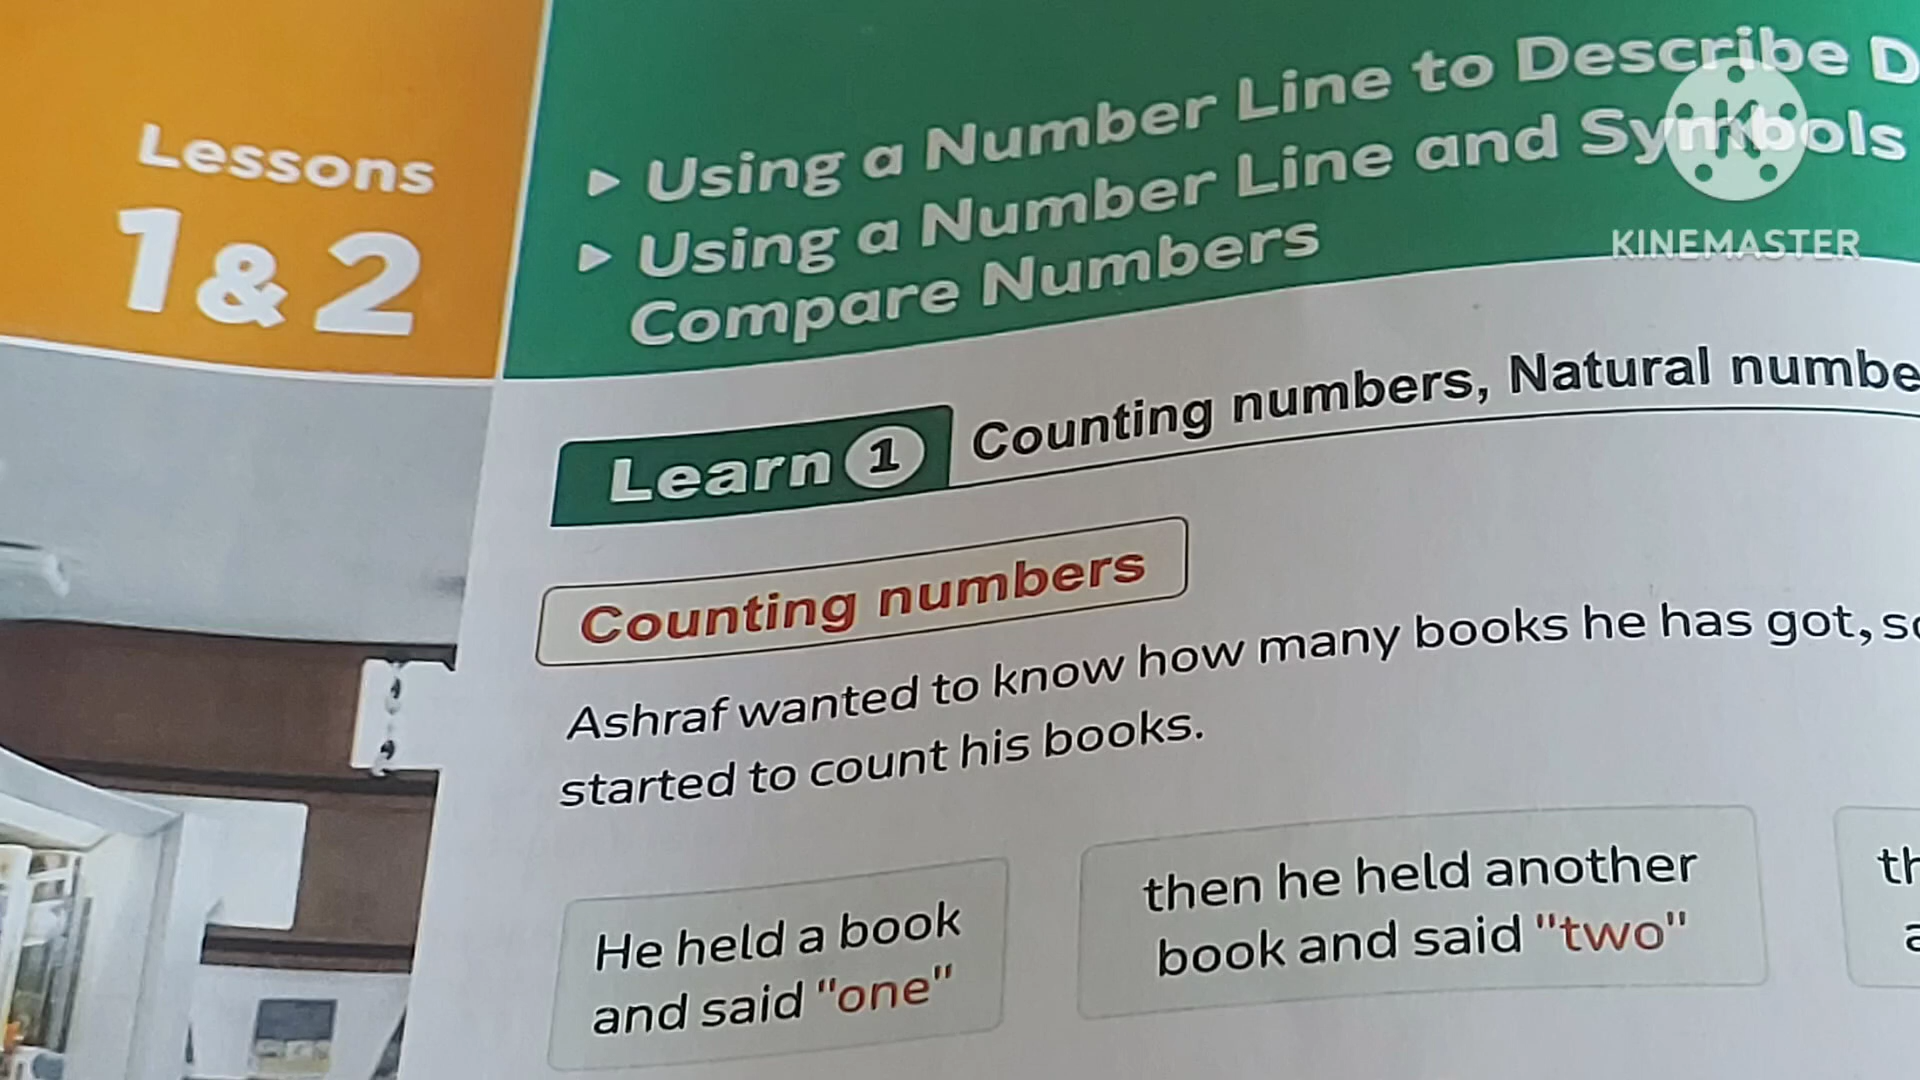 Lessons
1 & 2
▸ Using a Number Line to Describe
▸ Using a Number Line and Symbols
Compare Numbers
KINEMASTER
Learn 1
Counting numbers, Natural
Counting numbers
Ashraf wanted to know how many books he has got,
started to count his books.
He held a book
and said "one"
then he held another
book and said "two"